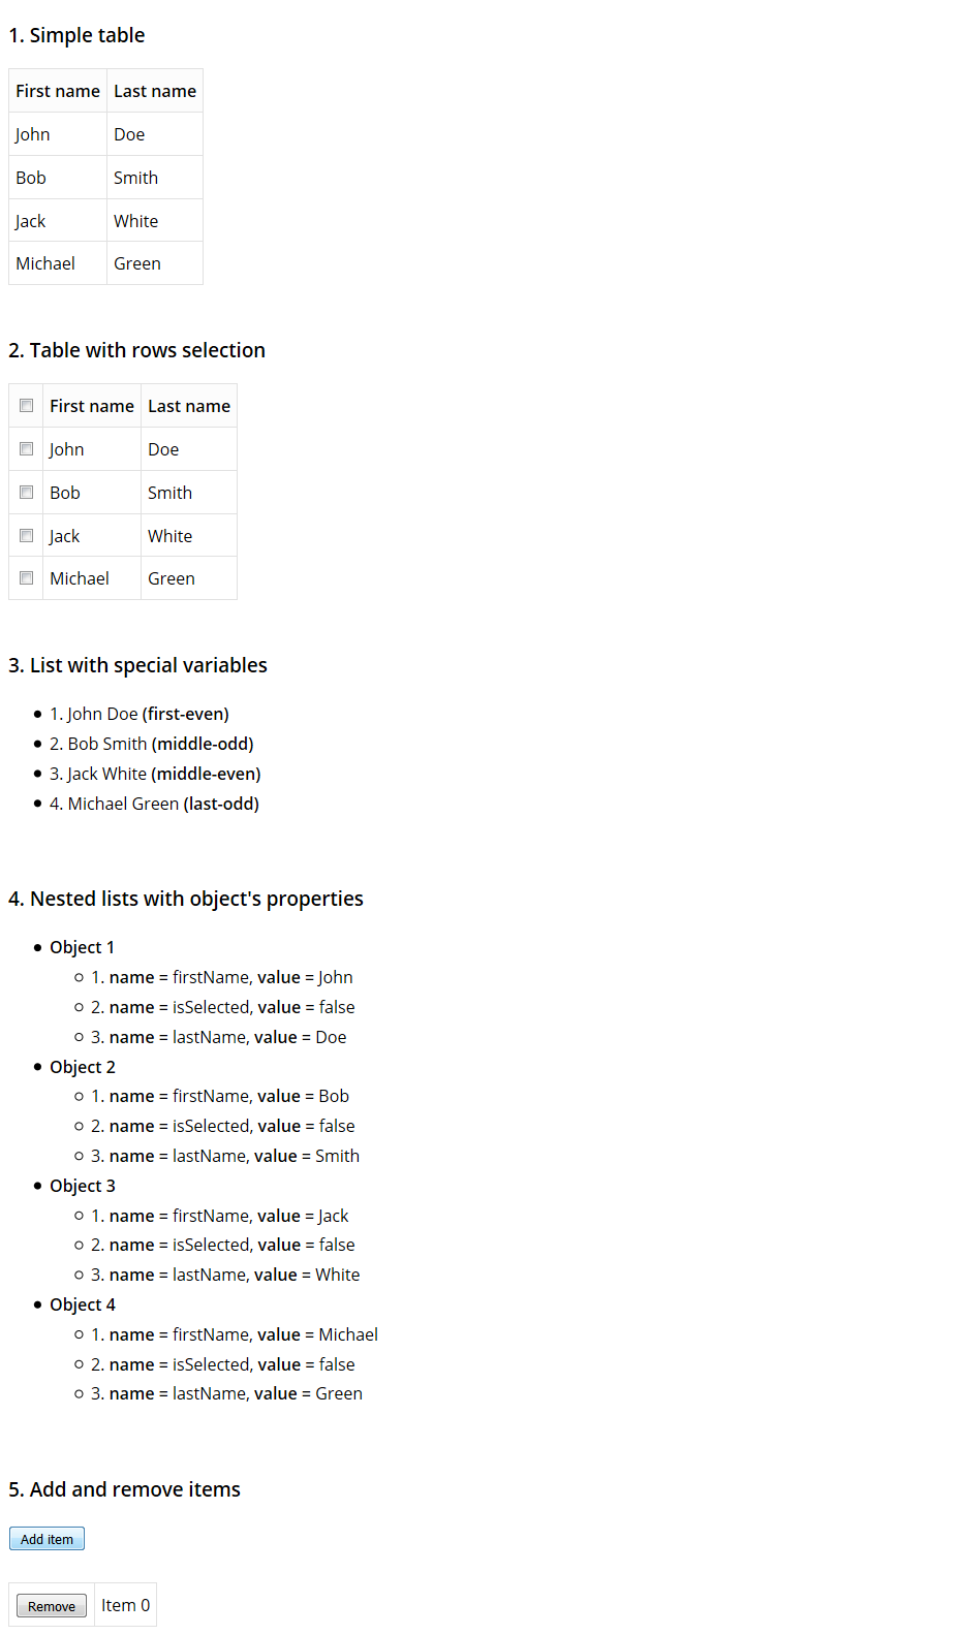 1. Simple table
First name Last name
John Doe
Bob Smith
Jack White
Michael Green
2. Table with rows selection
First name Last name
John Doe
Bob Smith
Jack White
Michael Green
3. List with special variables
1. John Doe (first-even)
2. Bob Smith (middle-odd)
3. Jack White (middle-even)
4. Michael Green (last-odd)
4. Nested lists with object's properties
Object 1
1. name = firstName, value = John
2. name = isSelected, value = false
3. name = lastName, value = Doe
Object 2
1. name = firstName, value = Bob
2. name = isSelected, value = false
3. name = lastName, value = Smith
Object 3
1. name = firstName, value = Jack
2. name = isSelected, value = false
3. name = lastName, value = White
Object 4
1. name = firstName, value = Michael
2. name = isSelected, value = false
3. name = lastName, value = Green
5. Add and remove items
Add item
Remove Item 0